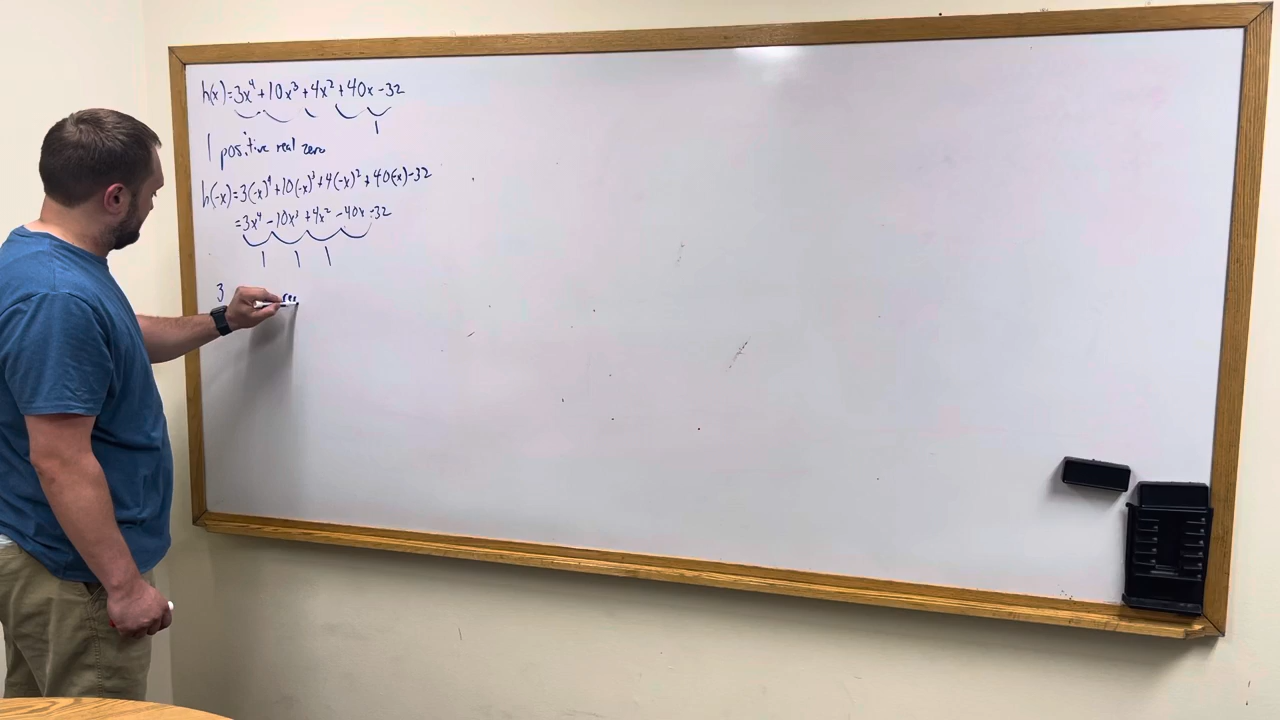 h(x)=3x⁴+10x³+4x²+40x-32
1
1 positive real zero
h(-x)=3(-x)⁴+10(-x)³+4(-x)²+40(-x)-32
=3x⁴-10x³+4x²-40x-32
1 1 1
3